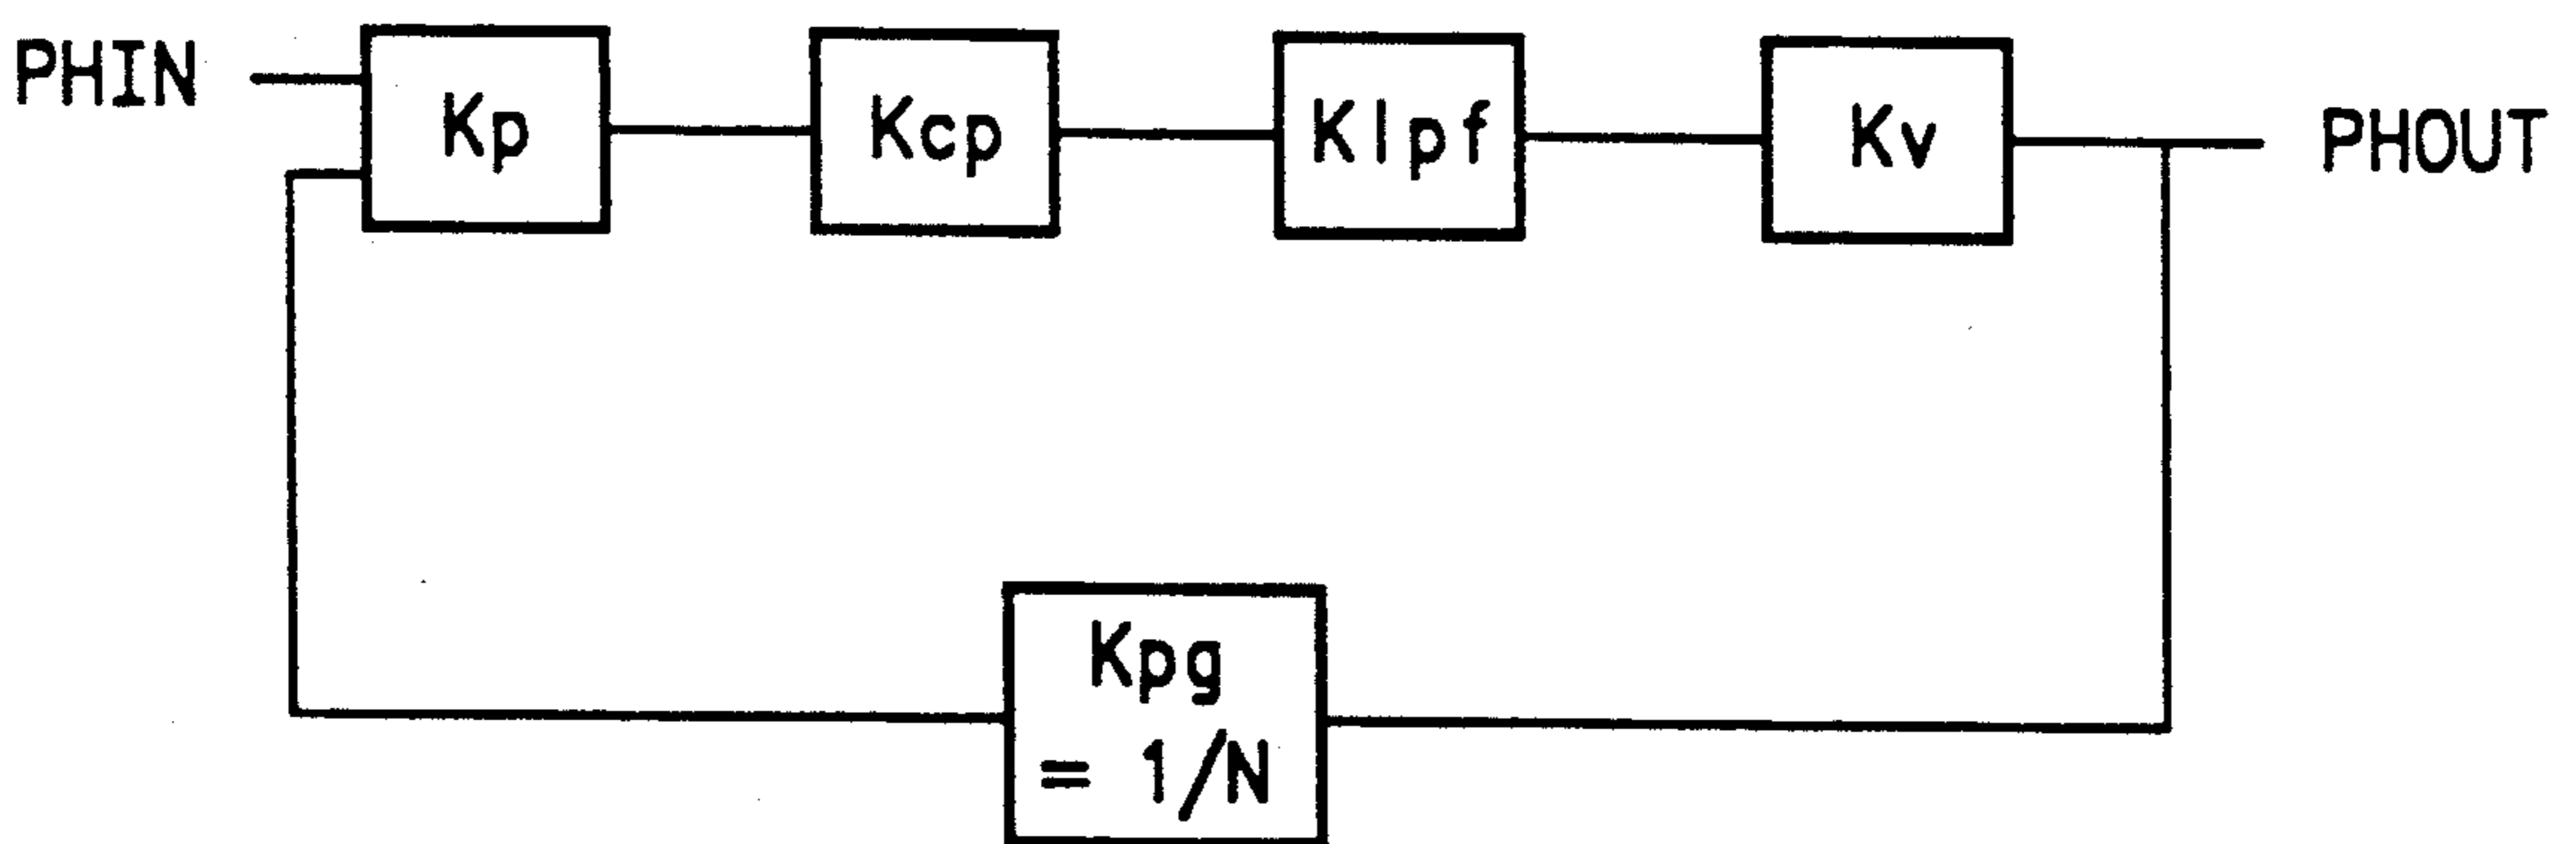 PHIN
Kp
Kcp
Klpf
Kv
PHOUT
Kpg
= 1/N